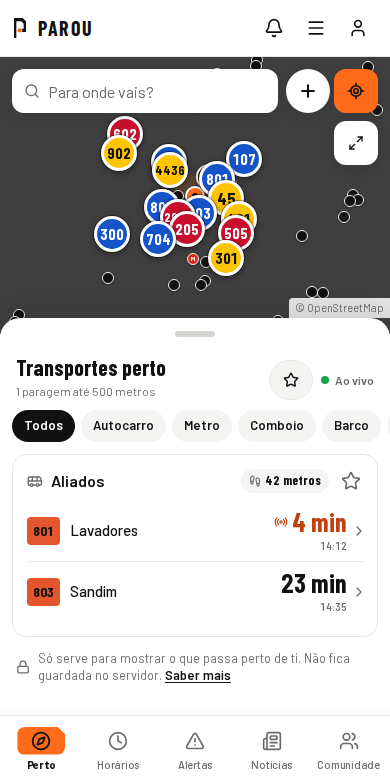 PAROU
Para onde vais?
602
902
4436
107
801
45
205
300
704
505
301
M
© OpenStreetMap
Transportes perto
1 paragem até 500 metros
Ao vivo
Todos
Autocarro
Metro
Comboio
Barco
Aliados
42 metros
801
Lavadores
4 min
14:12
803
Sandim
23 min
14:35
Só serve para mostrar o que passa perto de ti. Não fica
guardada no servidor. Saber mais
Perto
Horários
Alertas
Notícias
Comunidade